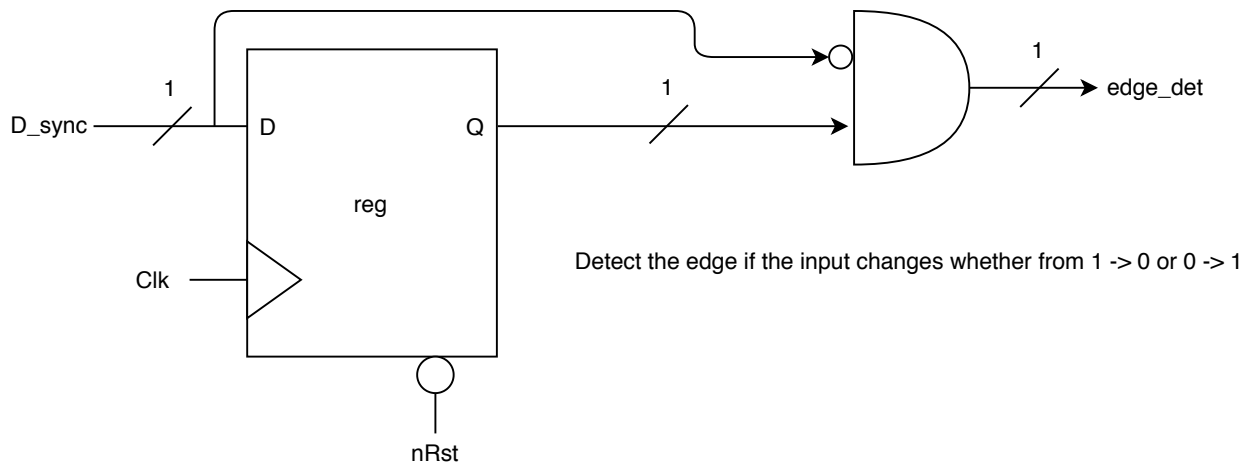 1
1
1
D_sync
D
Q
edge_det
reg
Clk
Detect the edge if the input changes whether from 1 -> 0 or 0 -> 1
nRst